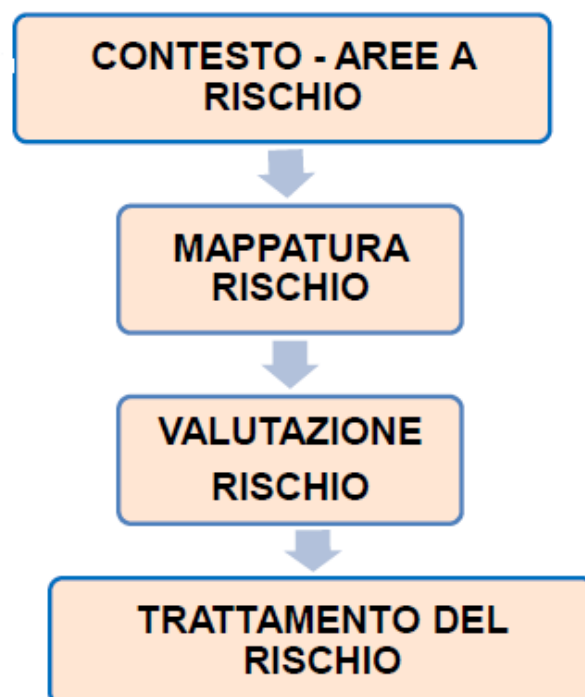 CONTESTO - AREE A
RISCHIO
MAPPATURA
RISCHIO
VALUTAZIONE
RISCHIO
TRATTAMENTO DEL
RISCHIO